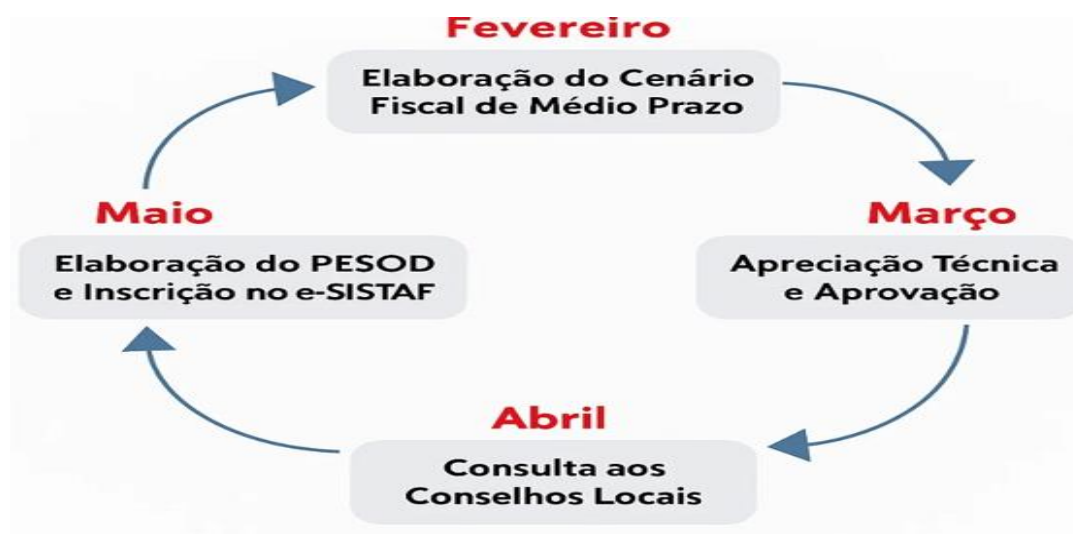 Fevereiro
Elaboração do Cenário
Fiscal de Médio Prazo
Março
Apreciação Técnica
e Aprovação
Abril
Consulta aos
Conselhos Locais
Maio
Elaboração do PESOD
e Inscrição no e-SISTAF